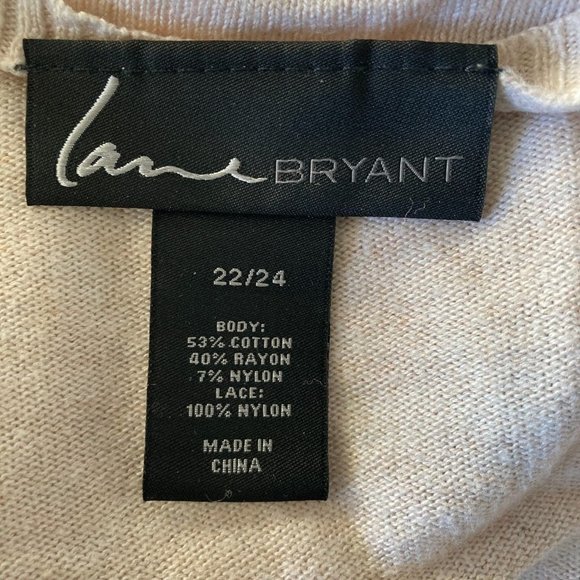 lane BRYANT
22/24
BODY:
53% COTTON
40% RAYON
7% NYLON
LACE:
100% NYLON
MADE IN
CHINA